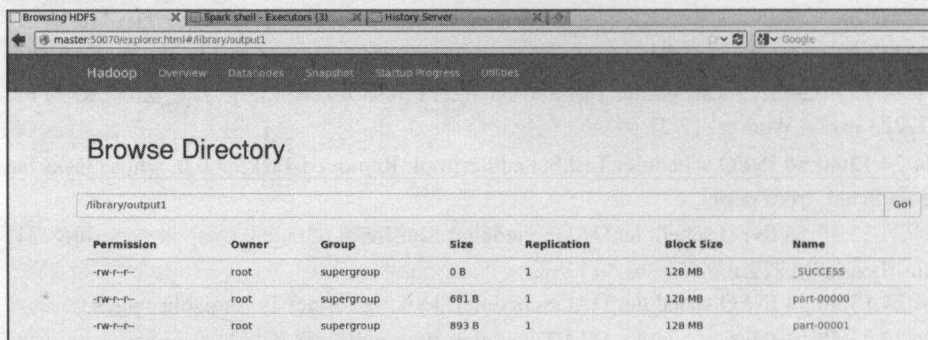 Browsing HDFS Spark shell - Executors (3) History Server
master:50070/explorer.html#/library/output1 Google
Hadoop Overview Datanodes Snapshot Startup Progress Utilities
Browse Directory
/library/output1 Go!
Permission Owner Group Size Replication Block Size Name
-rw-r--r-- root supergroup 0 B 1 128 MB _SUCCESS
-rw-r--r-- root supergroup 681 B 1 128 MB part-00000
-rw-r--r-- root supergroup 893 B 1 128 MB part-00001